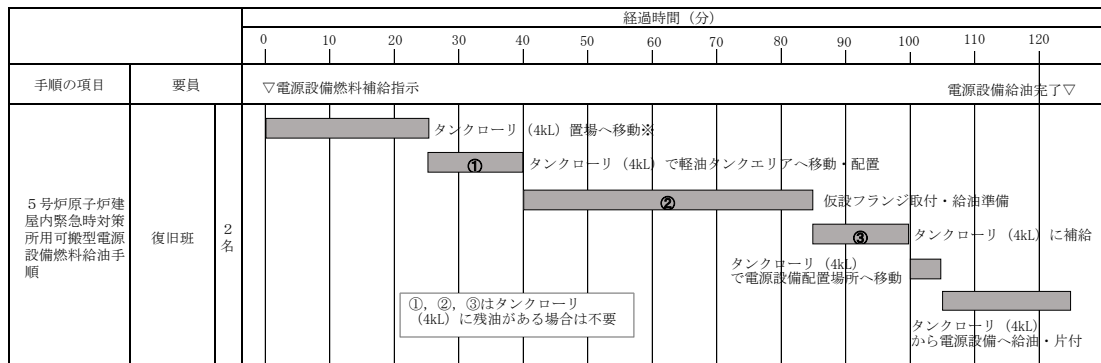 経過時間（分）
0 10 20 30 40 50 60 70 80 90 100 110 120
手順の項目 要員 ▽電源設備燃料補給指示 電源設備給油完了▽
タンクローリ（4kL）置場へ移動※
① タンクローリ（4kL）で軽油タンクエリアへ移動・配置
② 仮設フランジ取付・給油準備
５号炉原子炉建
屋内緊急時対策
所用可搬型電源
設備燃料給油手
順
復旧班
２
名
③ タンクローリ（4kL）に補給
タンクローリ（4kL）
で電源設備配置場所へ移動
①，②，③はタンクローリ
（4kL）に残油がある場合は不要
タンクローリ（4kL）
から電源設備へ給油・片付